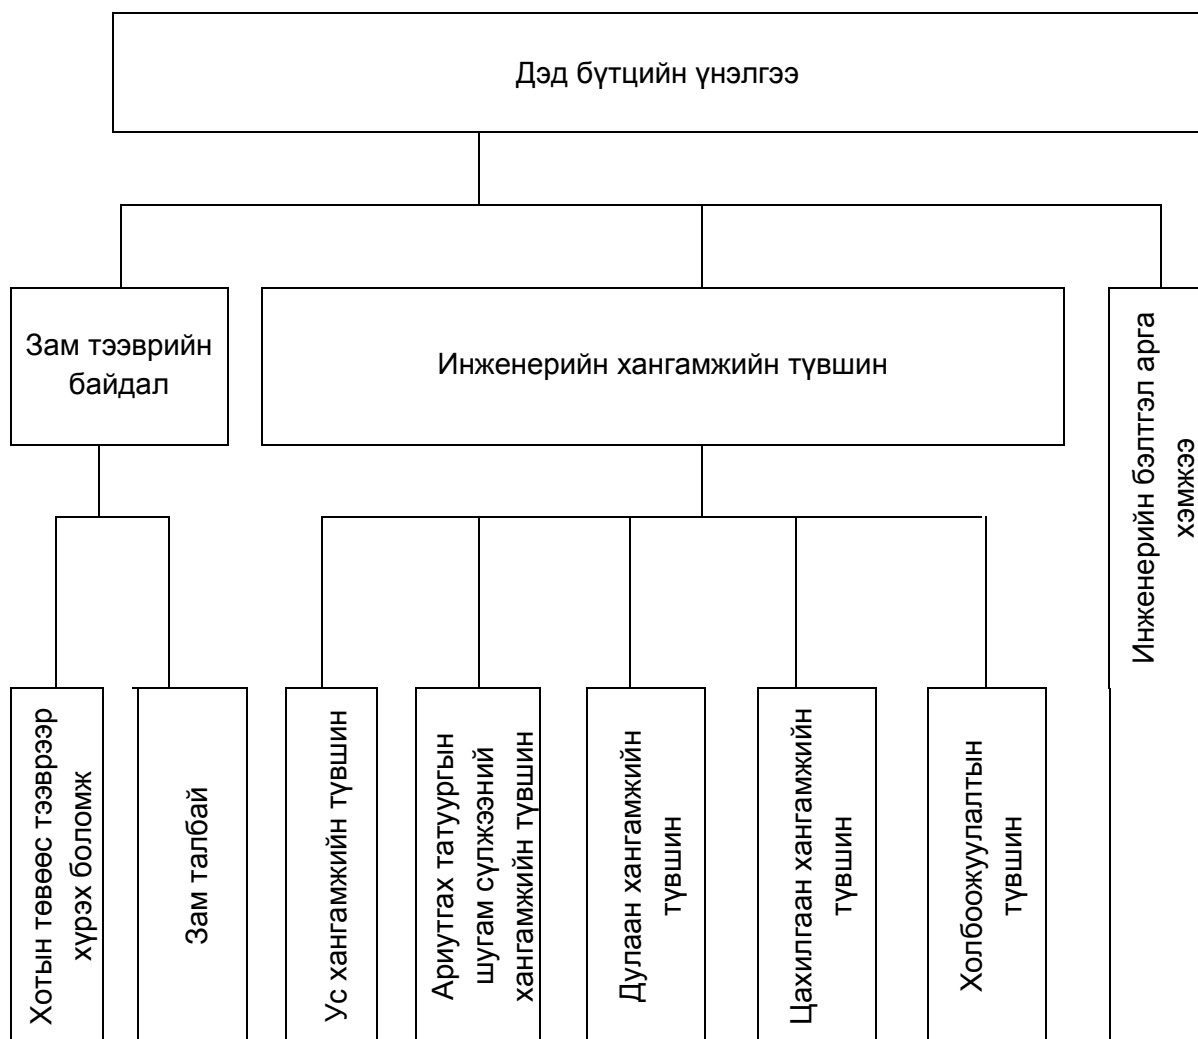 Дэд бүтцийн үнэлгээ
Зам тээврийн
байдал
Инженерийн хангамжийн түвшин
Инженерийн бэлтгэл арга
хэмжээ
Хотын төвөөс тээврээр
хүрэх боломж
Зам талбай
Ус хангамжийн түвшин
Ариутгах татуургын
шугам сүлжээний
хангамжийн түвшин
Дулаан хангамжийн
түвшин
Цахилгаан хангамжийн
түвшин
Холбоожуулалтын
түвшин